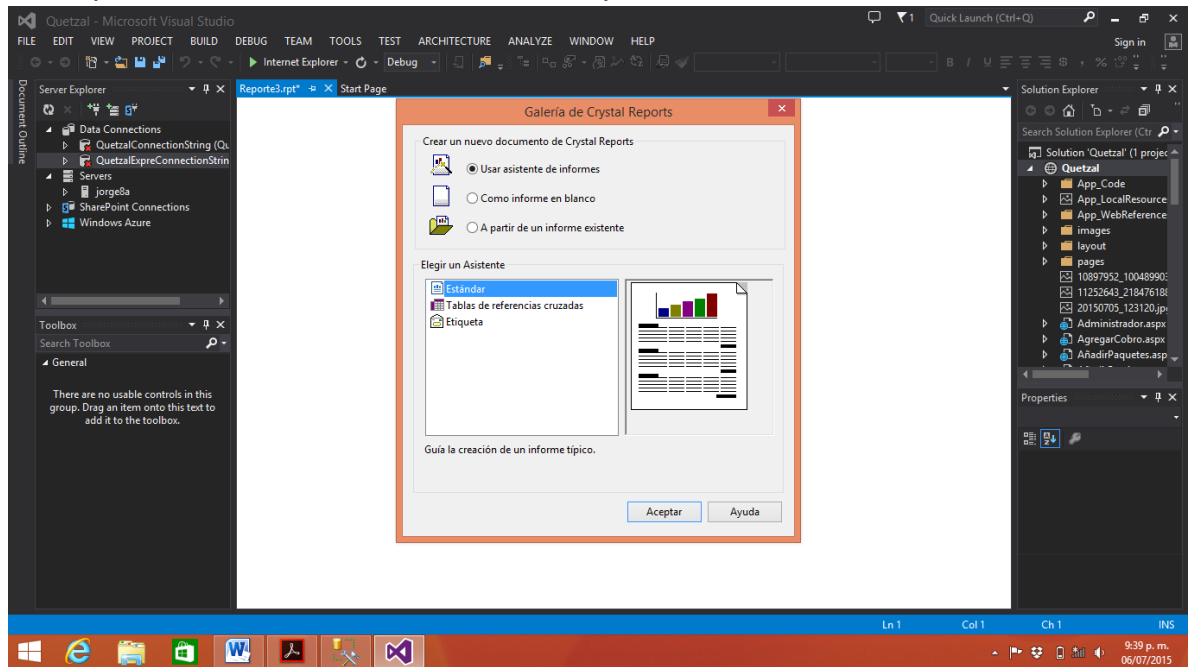 Quetzal - Microsoft Visual Studio
1
Quick Launch (Ctrl+Q)
FILE EDIT VIEW PROJECT BUILD DEBUG TEAM TOOLS TEST ARCHITECTURE ANALYZE WINDOW HELP
Sign in
Internet Explorer
Debug
Document Outline
Server Explorer
Data Connections
QuetzalConnectionString (Qu
QuetzalExpreConnectionStrin
Servers
jorge8a
SharePoint Connections
Windows Azure
Toolbox
Search Toolbox
General
There are no usable controls in this
group. Drag an item onto this text to
add it to the toolbox.
Reporte3.rpt*
Start Page
Galería de Crystal Reports
Crear un nuevo documento de Crystal Reports
Usar asistente de informes
Como informe en blanco
A partir de un informe existente
Elegir un Asistente
Estándar
Tablas de referencias cruzadas
Etiqueta
Guía la creación de un informe típico.
Aceptar
Ayuda
Solution Explorer
Search Solution Explorer (Ctr
Solution 'Quetzal' (1 projec
Quetzal
App_Code
App_LocalResource
App_WebReference
images
layout
pages
10897952_100489903
11252643_21847618
20150705_123120.jp
Administrador.aspx
AgregarCobro.aspx
AñadirPaquetes.asp
Properties
Ln 1
Col 1
Ch 1
INS
9:39 p. m.
06/07/2015